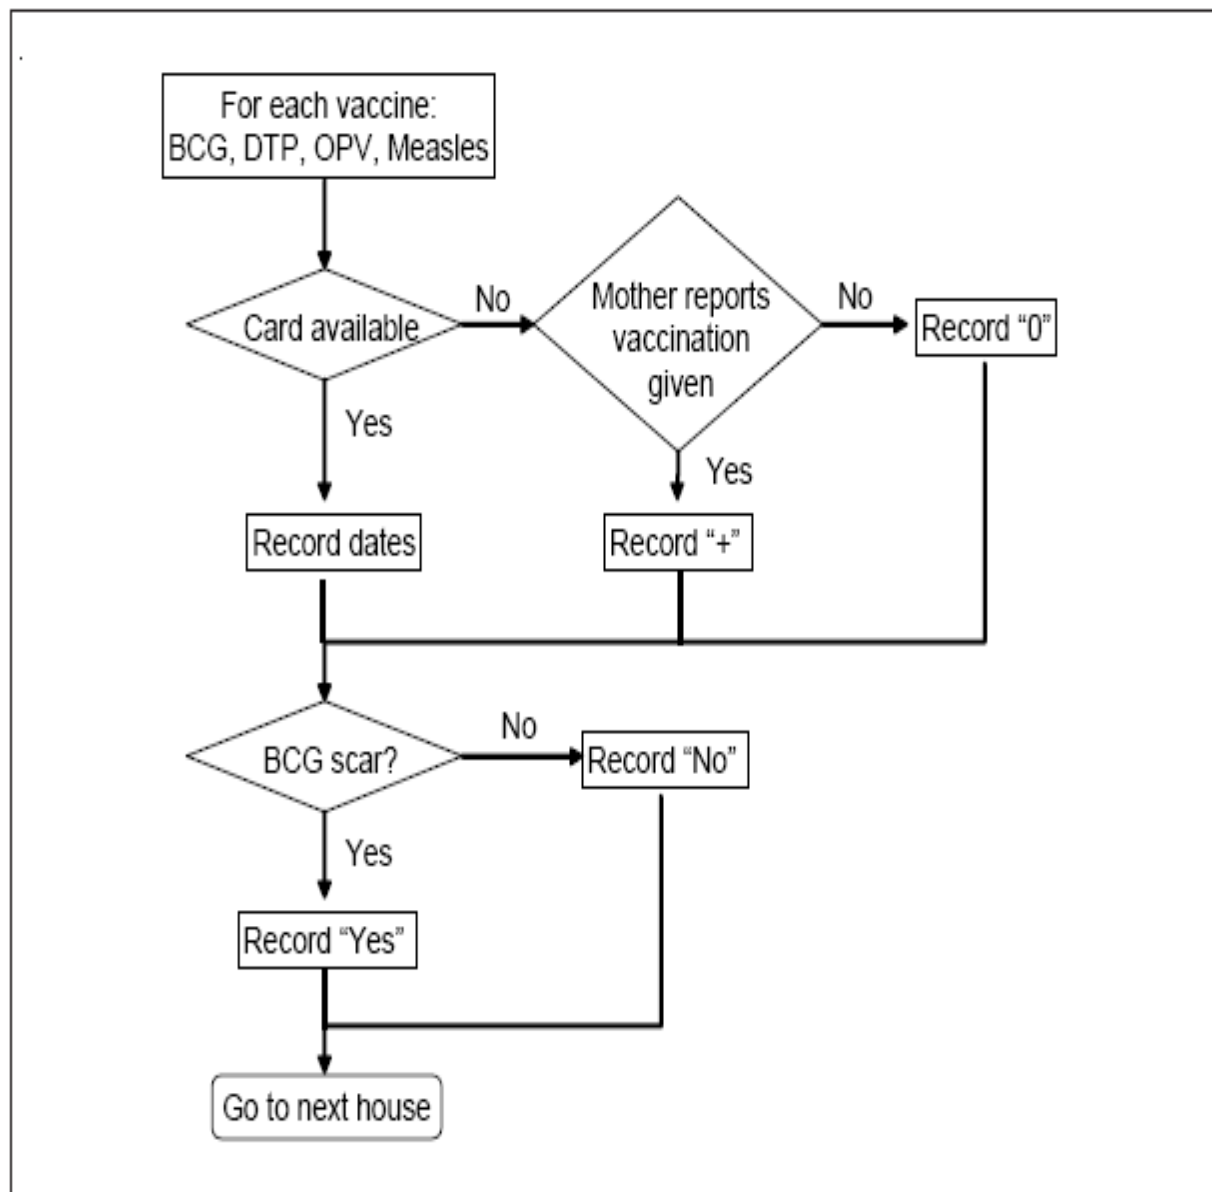 For each vaccine:
BCG, DTP, OPV, Measles
Card available
No
Mother reports
vaccination
given
No
Record “0”
Yes
Yes
Record dates
Record “+”
BCG scar?
No
Record “No”
Yes
Record “Yes”
Go to next house